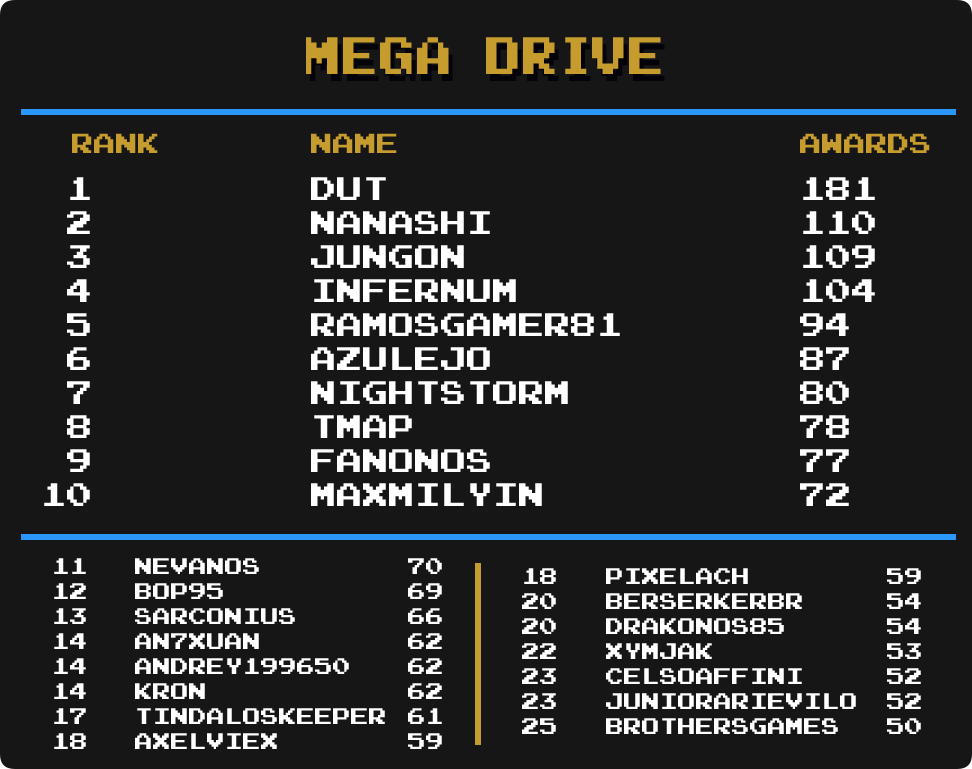 MEGA DRIVE
RANK NAME AWARDS
1 DUT 181
2 NANASHI 110
3 JUNGON 109
4 INFERNUM 104
5 RAMOSGAMER81 94
6 AZULEJO 87
7 NIGHTSTORM 80
8 TMAP 78
9 FANONOS 77
10 MAXMILYIN 72
11 NEVANOS 70
12 BOP95 69
13 SARCONIUS 66
14 AN7XUAN 62
14 ANDREY199650 62
14 KRON 62
17 TINDALOSKEEPER 61
18 AXELVIEX 59
18 PIXELACH 59
20 BERSERKERBR 54
20 DRAKONOS85 54
22 XYMJAK 53
23 CELSOAFFINI 52
23 JUNIORARIEVILO 52
25 BROTHERSGAMES 50